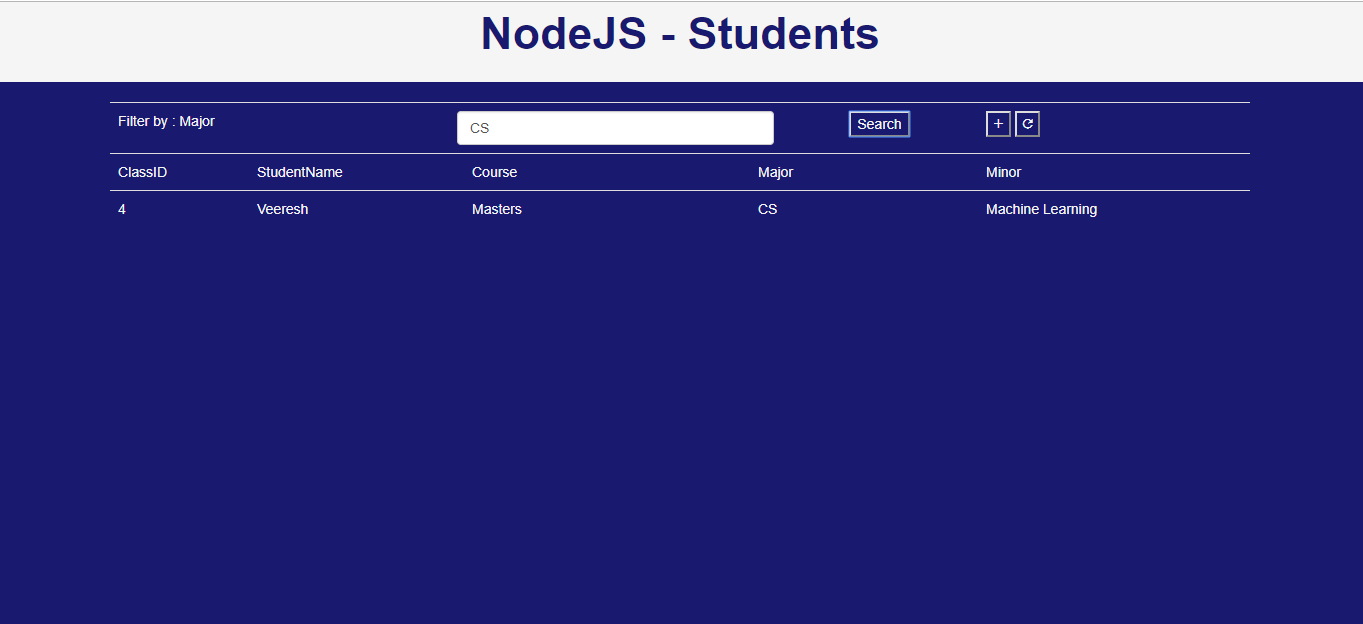 NodeJS - Students
Filter by : Major CS Search +
ClassID StudentName Course Major Minor
4 Veeresh Masters CS Machine Learning